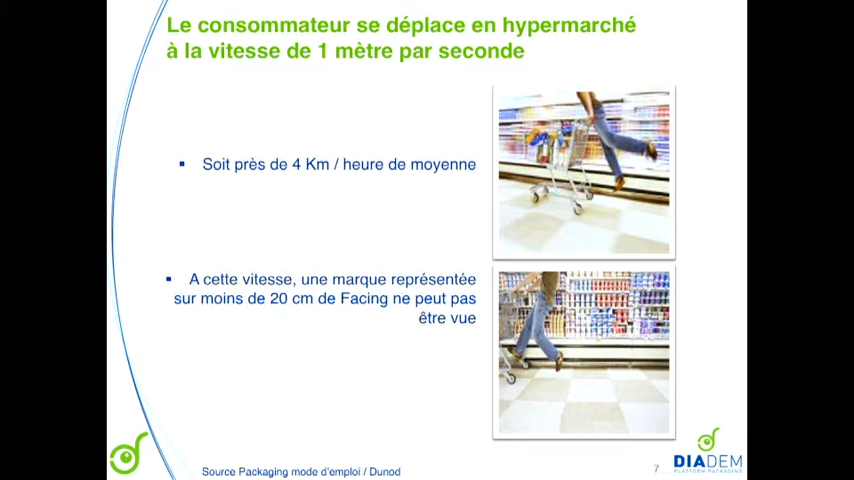 Le consommateur se déplace en hypermarché
à la vitesse de 1 mètre par seconde
▪ Soit près de 4 Km / heure de moyenne
▪ A cette vitesse, une marque représentée
sur moins de 20 cm de Facing ne peut pas
être vue
Source Packaging mode d'emploi / Dunod
7
DIADEM
PLATFORM PACKAGING